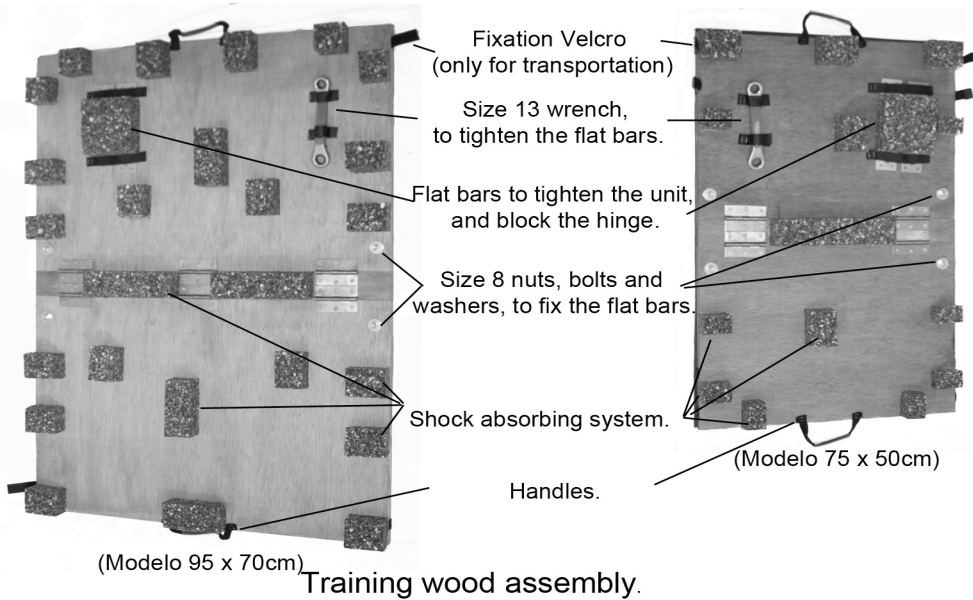 Fixation Velcro
(only for transportation)
Size 13 wrench,
to tighten the flat bars.
Flat bars to tighten the unit,
and block the hinge.
Size 8 nuts, bolts and
washers, to fix the flat bars.
Shock absorbing system.
(Modelo 75 x 50cm)
Handles.
(Modelo 95 x 70cm)
Training wood assembly.